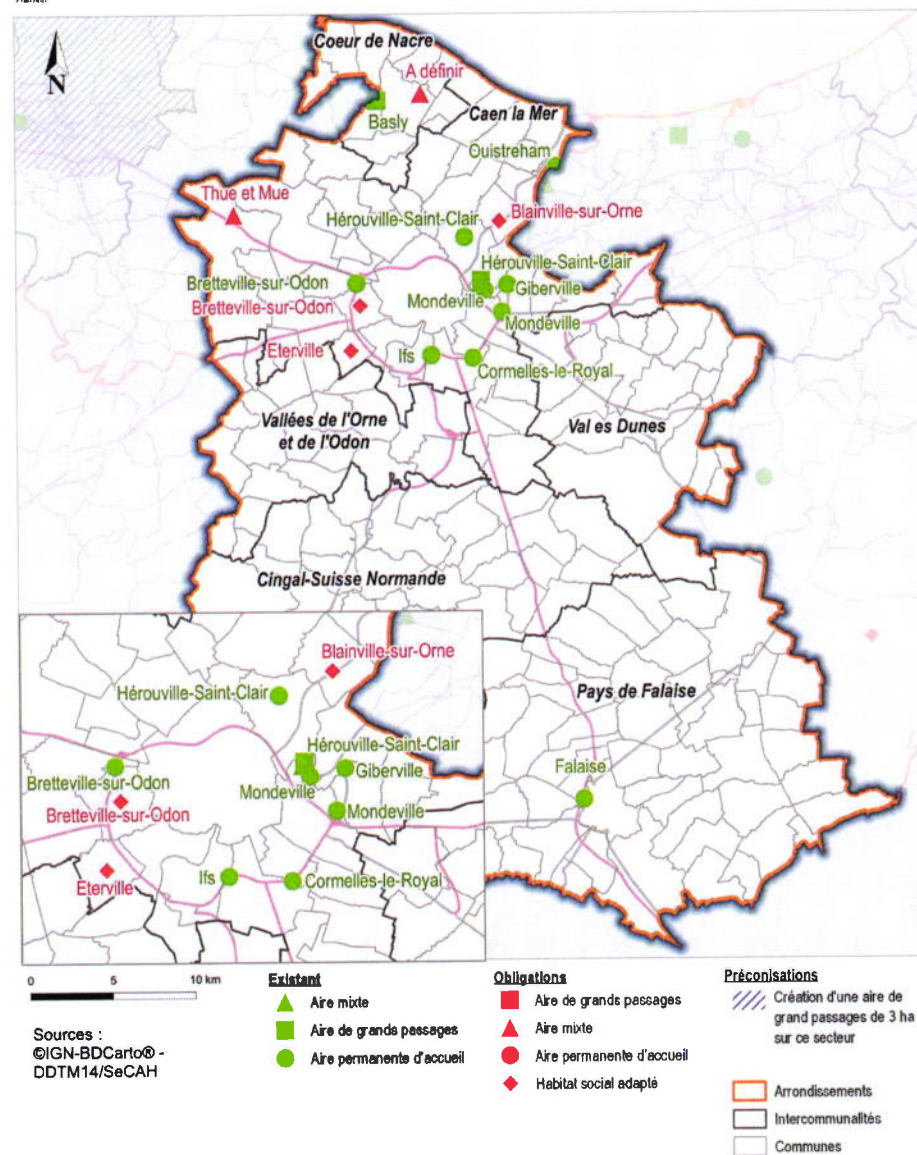 N
Coeur de Nacre
A définir
Basly
Caen la Mer
Ouistreham
Thue et Mue
Blainville-sur-Orne
Hérouville-Saint-Clair
Hérouville-Saint-Clair
Bretteville-sur-Odon
Giberville
Mondeville
Bretteville-sur-Odon
Mondeville
Eterville
Ifs
Cormelles-le-Royal
Vallées de l'Orne
et de l'Odon
Val es Dunes
Cingal-Suisse Normande
Pays de Falaise
Falaise
Blainville-sur-Orne
Hérouville-Saint-Clair
Hérouville-Saint-Clair
Giberville
Bretteville-sur-Odon
Mondeville
Mondeville
Bretteville-sur-Odon
Ifs
Eterville
Cormelles-le-Royal
0 5 10 km
Sources :
©IGN-BDCarto® -
DDTM14/SeCAH
Existant
Aire mixte
Aire de grands passages
Aire permanente d'accueil
Obligations
Aire de grands passages
Aire mixte
Aire permanente d'accueil
Habitat social adapté
Préconisations
Création d'une aire de
grand passages de 3 ha
sur ce secteur
Arrondissements
Intercommunalités
Communes